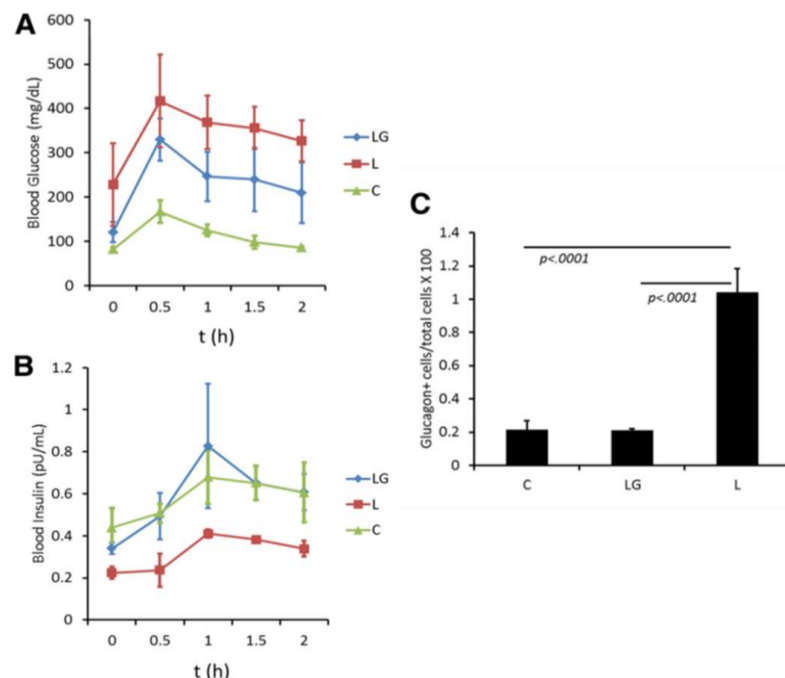 A
600
500
400
300
200
100
0
Blood Glucose (mg/dL)
0 0.5 1 1.5 2
t (h)
LG
L
C
B
1.2
1
0.8
0.6
0.4
0.2
0
Blood Insulin (pU/mL)
0 0.5 1 1.5 2
t (h)
LG
L
C
C
1.4
1.2
1
0.8
0.6
0.4
0.2
0
Glucagon+ cells/total cells X 100
p<.0001
p<.0001
C LG L